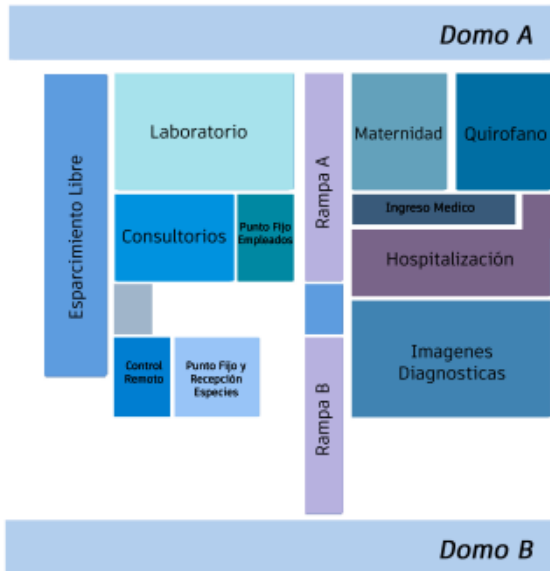 Domo A
Esparcimiento Libre
Laboratorio
Rampa A
Maternidad
Quirofano
Consultorios
Punto Fijo
Empleados
Ingreso Medico
Hospitalización
Control
Remoto
Punto Fijo y
Recepción
Especies
Rampa B
Imagenes
Diagnosticas
Domo B